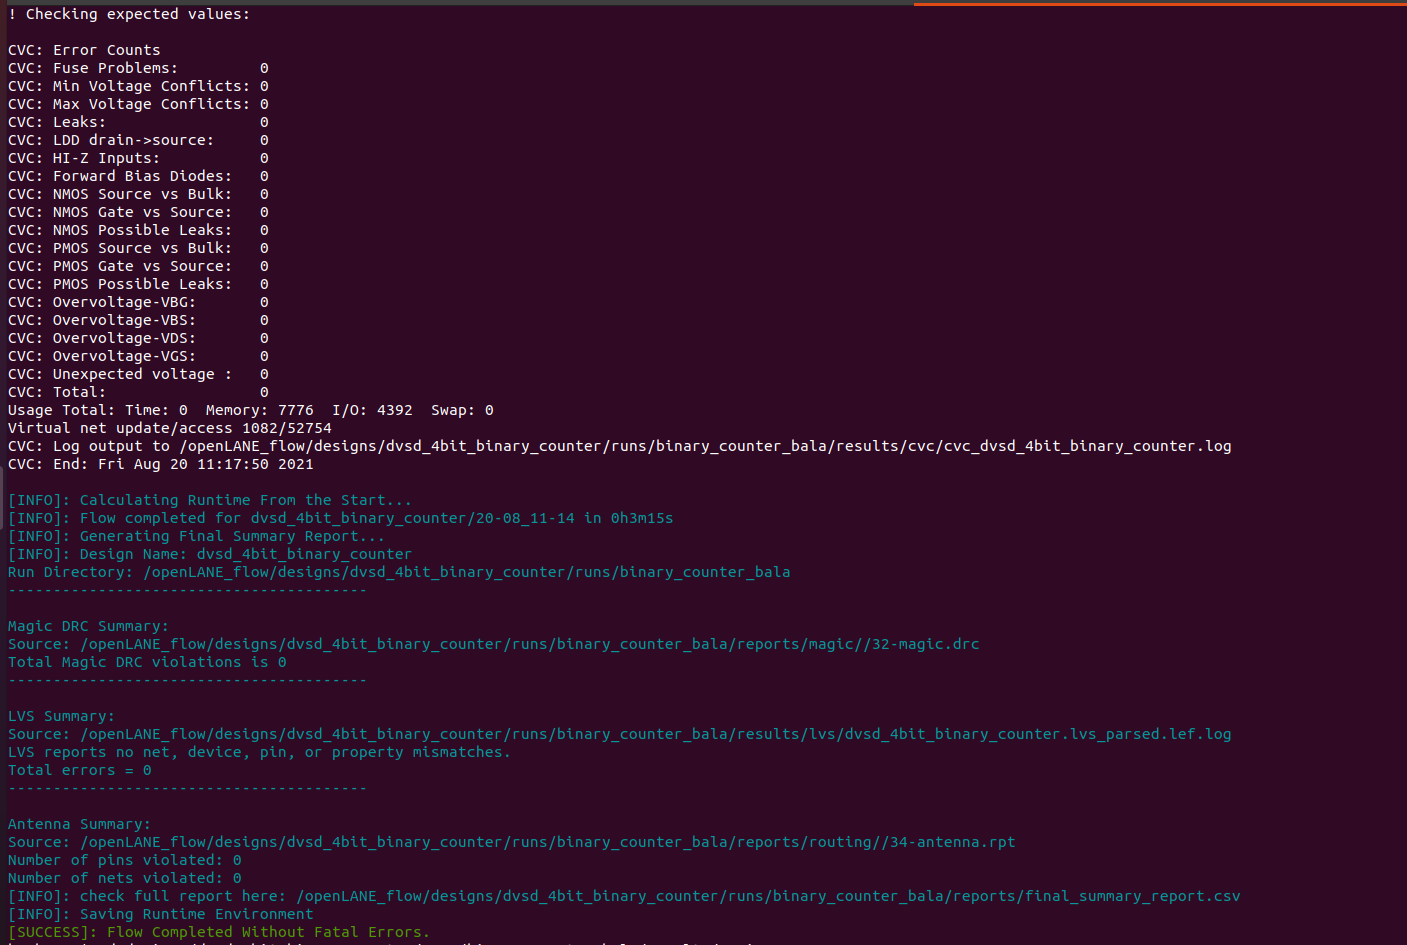 ! Checking expected values:
CVC: Error Counts
CVC: Fuse Problems:         0
CVC: Min Voltage Conflicts: 0
CVC: Max Voltage Conflicts: 0
CVC: Leaks:                 0
CVC: LDD drain->source:     0
CVC: HI-Z Inputs:           0
CVC: Forward Bias Diodes:   0
CVC: NMOS Source vs Bulk:   0
CVC: NMOS Gate vs Source:   0
CVC: NMOS Possible Leaks:   0
CVC: PMOS Source vs Bulk:   0
CVC: PMOS Gate vs Source:   0
CVC: PMOS Possible Leaks:   0
CVC: Overvoltage-VBG:       0
CVC: Overvoltage-VBS:       0
CVC: Overvoltage-VDS:       0
CVC: Overvoltage-VGS:       0
CVC: Unexpected voltage :   0
CVC: Total:                 0
Usage Total: Time: 0  Memory: 7776  I/O: 4392  Swap: 0
Virtual net update/access 1082/52754
CVC: Log output to /openLANE_flow/designs/dvsd_4bit_binary_counter/runs/binary_counter_bala/results/cvc/cvc_dvsd_4bit_binary_counter.log
CVC: End: Fri Aug 20 11:17:50 2021
[INFO]: Calculating Runtime From the Start...
[INFO]: Flow completed for dvsd_4bit_binary_counter/20-08_11-14 in 0h3m15s
[INFO]: Generating Final Summary Report...
[INFO]: Design Name: dvsd_4bit_binary_counter
Run Directory: /openLANE_flow/designs/dvsd_4bit_binary_counter/runs/binary_counter_bala
----------------------------------------
Magic DRC Summary:
Source: /openLANE_flow/designs/dvsd_4bit_binary_counter/runs/binary_counter_bala/reports/magic//32-magic.drc
Total Magic DRC violations is 0
----------------------------------------
LVS Summary:
Source: /openLANE_flow/designs/dvsd_4bit_binary_counter/runs/binary_counter_bala/results/lvs/dvsd_4bit_binary_counter.lvs_parsed.lef.log
LVS reports no net, device, pin, or property mismatches.
Total errors = 0
----------------------------------------
Antenna Summary:
Source: /openLANE_flow/designs/dvsd_4bit_binary_counter/runs/binary_counter_bala/reports/routing//34-antenna.rpt
Number of pins violated: 0
Number of nets violated: 0
[INFO]: check full report here: /openLANE_flow/designs/dvsd_4bit_binary_counter/runs/binary_counter_bala/reports/final_summary_report.csv
[INFO]: Saving Runtime Environment
[SUCCESS]: Flow Completed Without Fatal Errors.